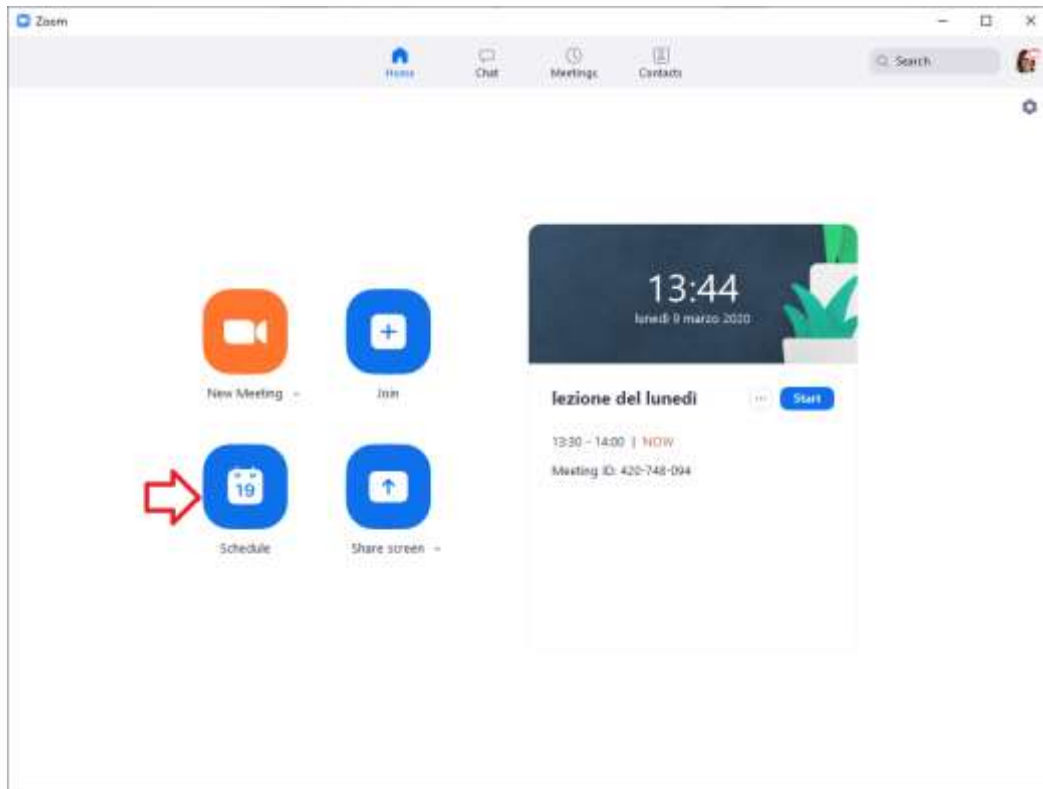 Zoom
Home
Chat
Meetings
Contacts
Search
13:44
lunedì 9 marzo 2020
New Meeting
Join
lezione del lunedì
Start
13:30 - 14:00 | NOW
Meeting ID: 420-748-094
19
Schedule
Share screen